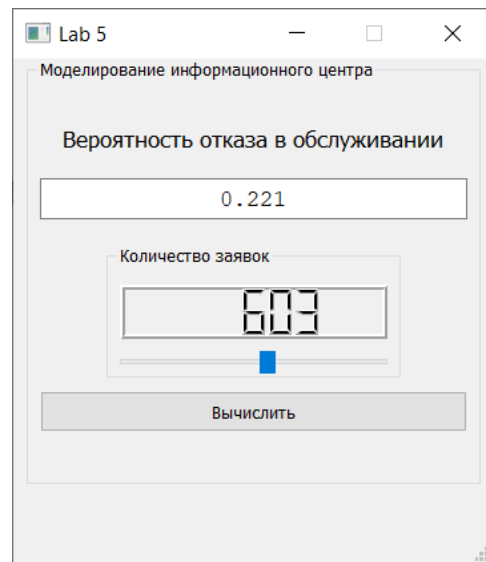 Lab 5
Моделирование информационного центра
Вероятность отказа в обслуживании
0.221
Количество заявок
603
Вычислить